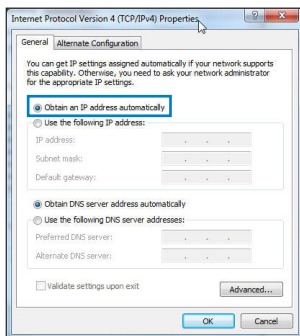 Internet Protocol Version 4 (TCP/IPv4) Properties
General
Alternate Configuration
You can get IP settings assigned automatically if your network supports
this capability. Otherwise, you need to ask your network administrator
for the appropriate IP settings.
Obtain an IP address automatically
Use the following IP address:
IP address:
Subnet mask:
Default gateway:
Obtain DNS server address automatically
Use the following DNS server addresses:
Preferred DNS server:
Alternate DNS server:
Validate settings upon exit
Advanced...
OK
Cancel